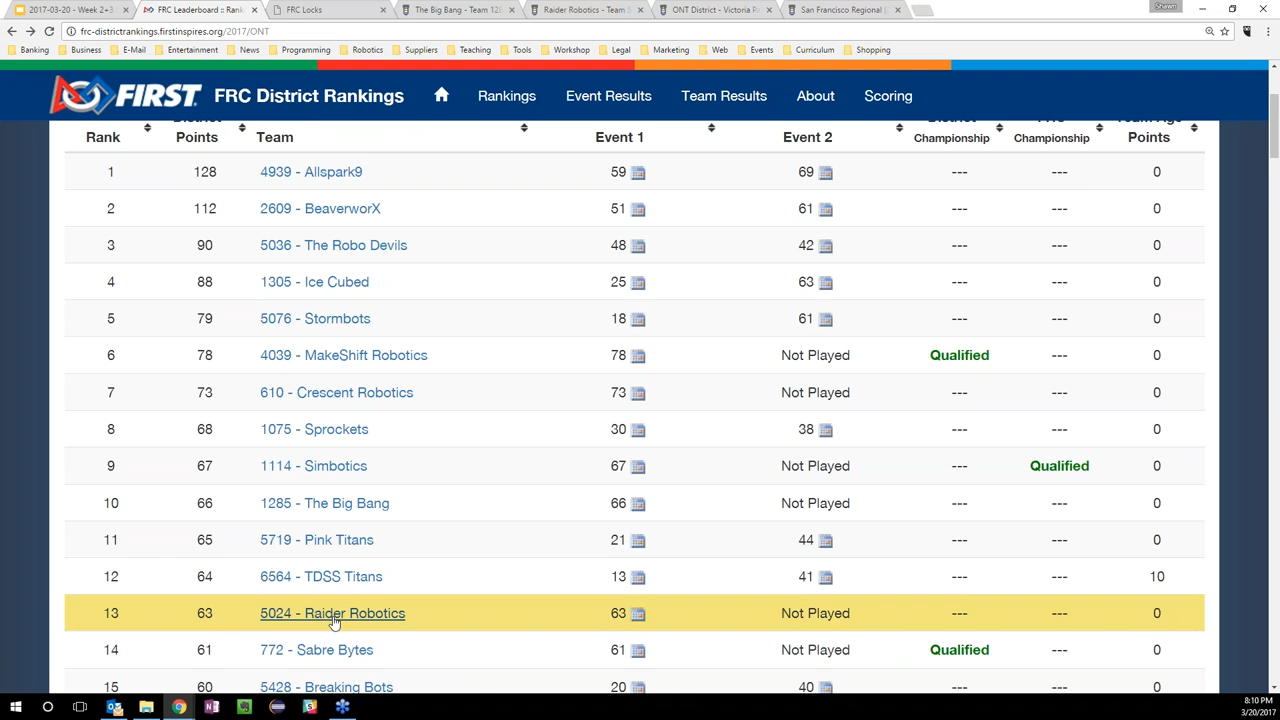 2017-03-20 - Week 2+3
FRC Leaderboard :: Rank
FRC Locks
The Big Bang - Team 128
Raider Robotics - Team 5
ONT District - Victoria P
San Francisco Regional (
Shawn
frc-districtrankings.firstinspires.org/2017/ONT
Banking Business E-Mail Entertainment News Programming Robotics Suppliers Teaching Tools Workshop Legal Marketing Web Events Curriculum Shopping
FIRST FRC District Rankings Rankings Event Results Team Results About Scoring
Rank Points Team Event 1 Event 2 Championship Championship Points
1 128 4939 - Allspark9 59 69 --- --- 0
2 112 2609 - BeaverworX 51 61 --- --- 0
3 90 5036 - The Robo Devils 48 42 --- --- 0
4 88 1305 - Ice Cubed 25 63 --- --- 0
5 79 5076 - Stormbots 18 61 --- --- 0
6 78 4039 - MakeShift Robotics 78 Not Played Qualified --- 0
7 73 610 - Crescent Robotics 73 Not Played --- --- 0
8 68 1075 - Sprockets 30 38 --- --- 0
9 67 1114 - Simbotics 67 Not Played --- Qualified 0
10 66 1285 - The Big Bang 66 Not Played --- --- 0
11 65 5719 - Pink Titans 21 44 --- --- 0
12 64 6564 - TDSS Titans 13 41 --- --- 10
13 63 5024 - Raider Robotics 63 Not Played --- --- 0
14 61 772 - Sabre Bytes 61 Not Played Qualified --- 0
15 60 5428 - Breaking Bots 20 40 --- --- 0
8:10 PM
3/20/2017